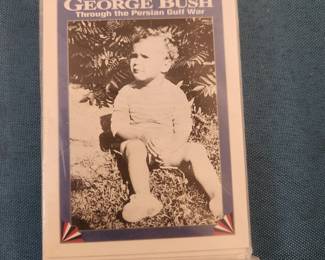 GEORGE BUSH
Through the Persian Gulf War